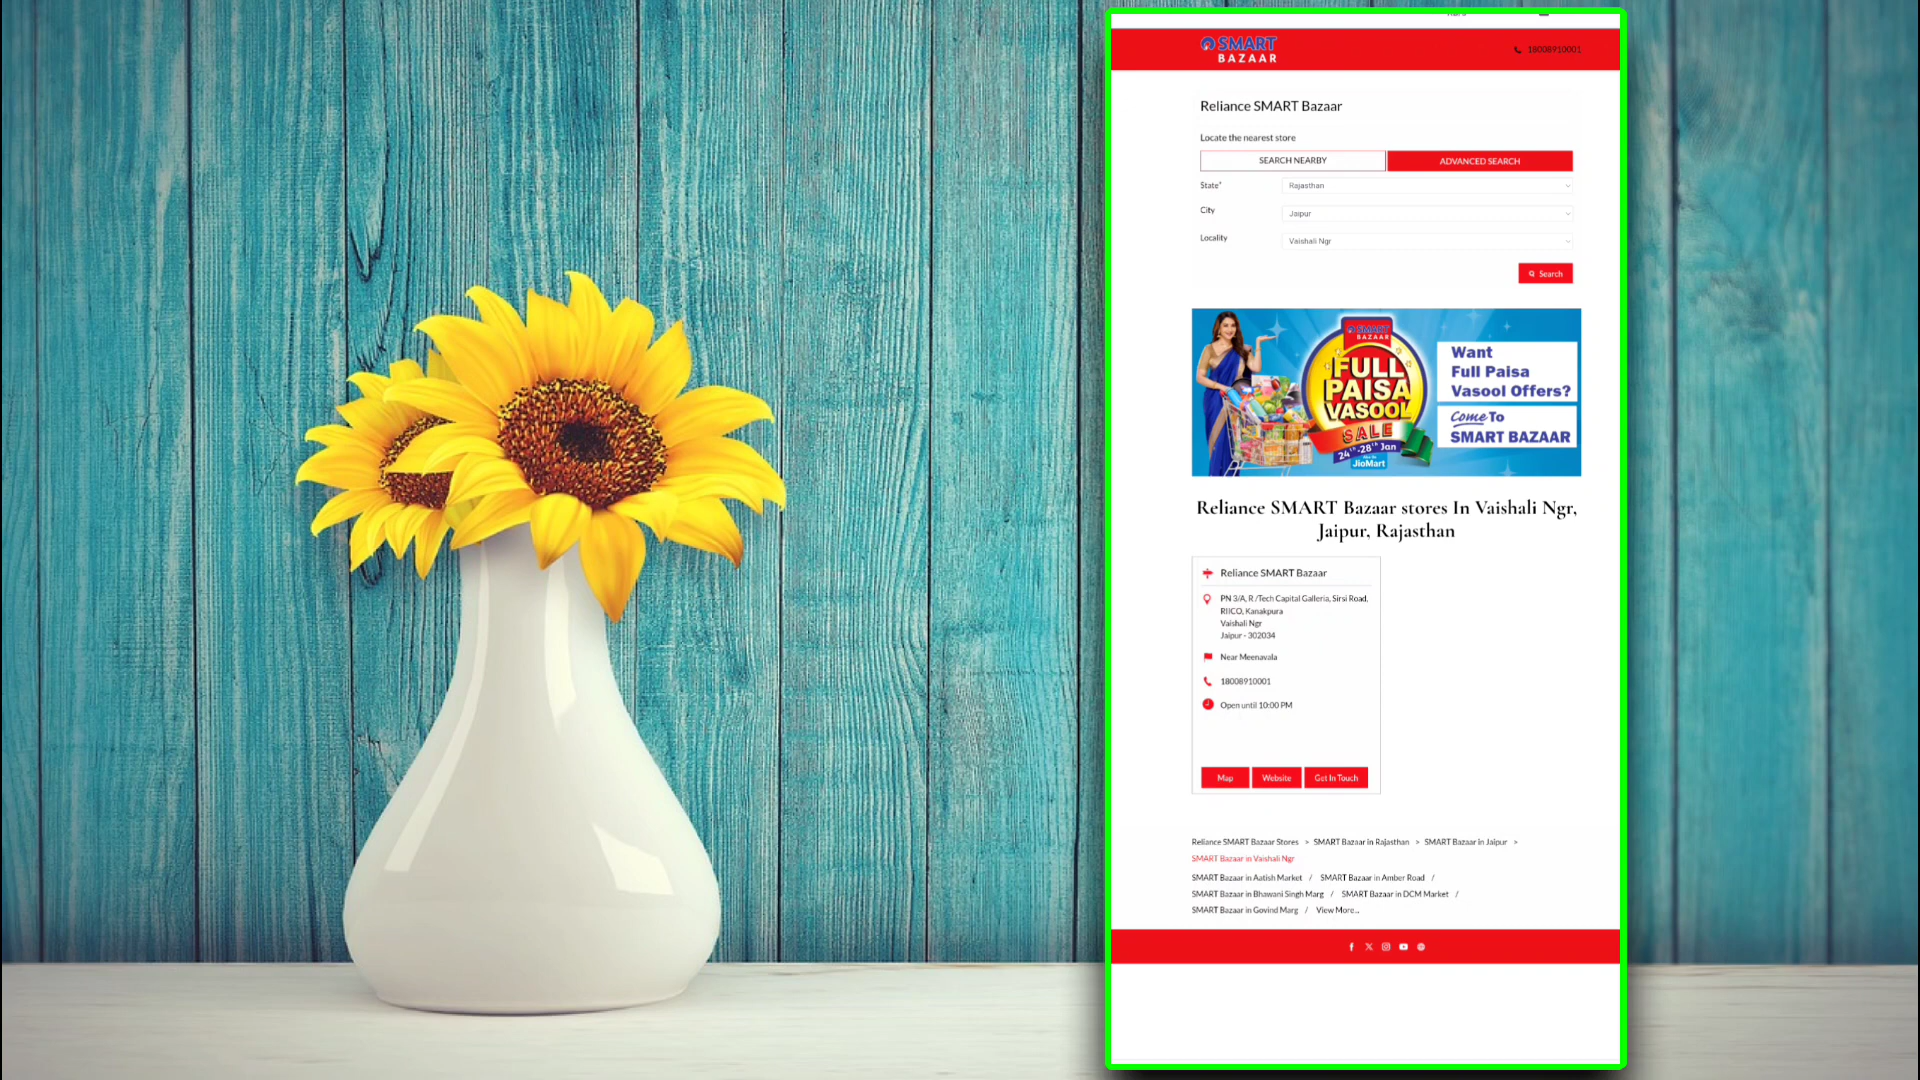 SMART
BAZAAR
18008910001
Reliance SMART Bazaar
Locate the nearest store
SEARCH NEARBY
ADVANCED SEARCH
State*
Rajasthan
City
Jaipur
Locality
Vaishali Ngr
Search
SMART
BAZAAR
FULL
PAISA
VASOOL
SALE
24th-28th Jan
JioMart
Want
Full Paisa
Vasool Offers?
Come To
SMART BAZAAR
Reliance SMART Bazaar stores In Vaishali Ngr,
Jaipur, Rajasthan
Reliance SMART Bazaar
PN 3/A, R /Tech Capital Galleria, Sirsi Road,
RIICO, Kanakpura
Vaishali Ngr
Jaipur - 302034
Near Meenavala
18008910001
Open until 10:00 PM
Map
Website
Get In Touch
Reliance SMART Bazaar Stores > SMART Bazaar in Rajasthan > SMART Bazaar in Jaipur >
SMART Bazaar in Vaishali Ngr
SMART Bazaar in Aatish Market / SMART Bazaar in Amber Road /
SMART Bazaar in Bhawani Singh Marg / SMART Bazaar in DCM Market /
SMART Bazaar in Govind Marg / View More...